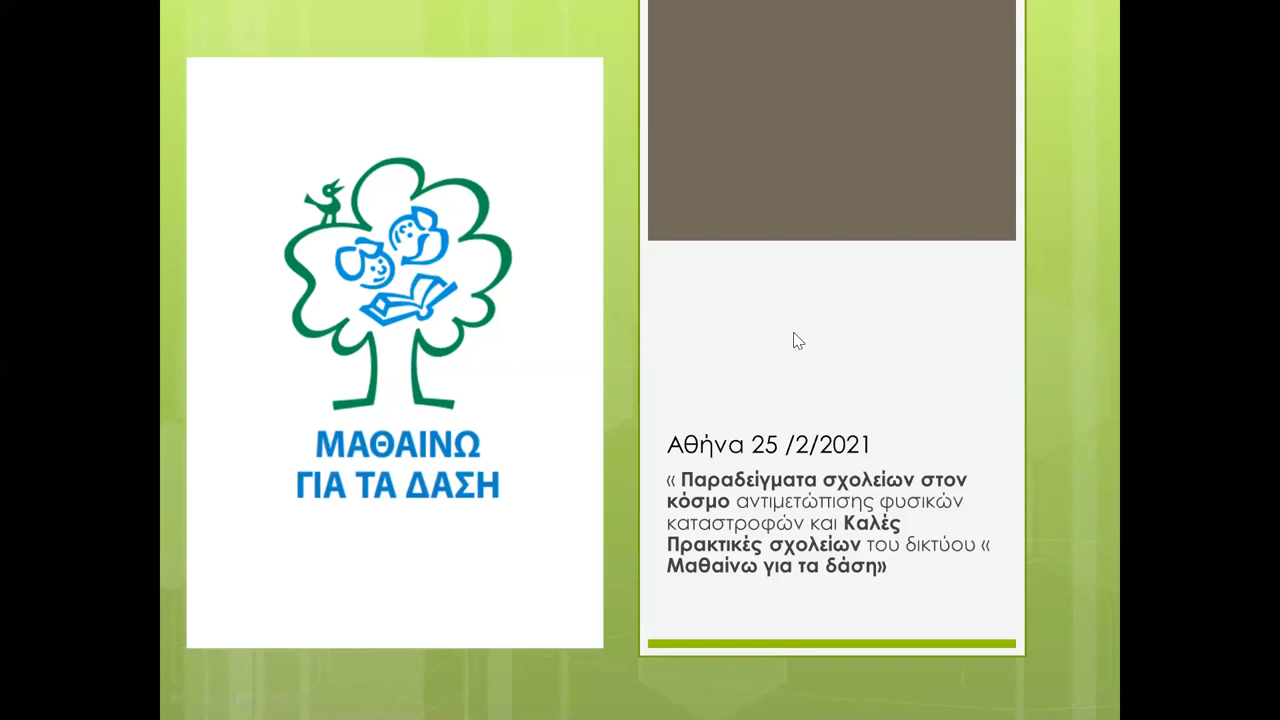 ΜΑΘΑΙΝΩ
ΓΙΑ ΤΑ ΔΑΣΗ
Αθήνα 25 /2/2021
« Παραδείγματα σχολείων στον
κόσμο αντιμετώπισης φυσικών
καταστροφών και Καλές
Πρακτικές σχολείων του δικτύου «
Μαθαίνω για τα δάση»